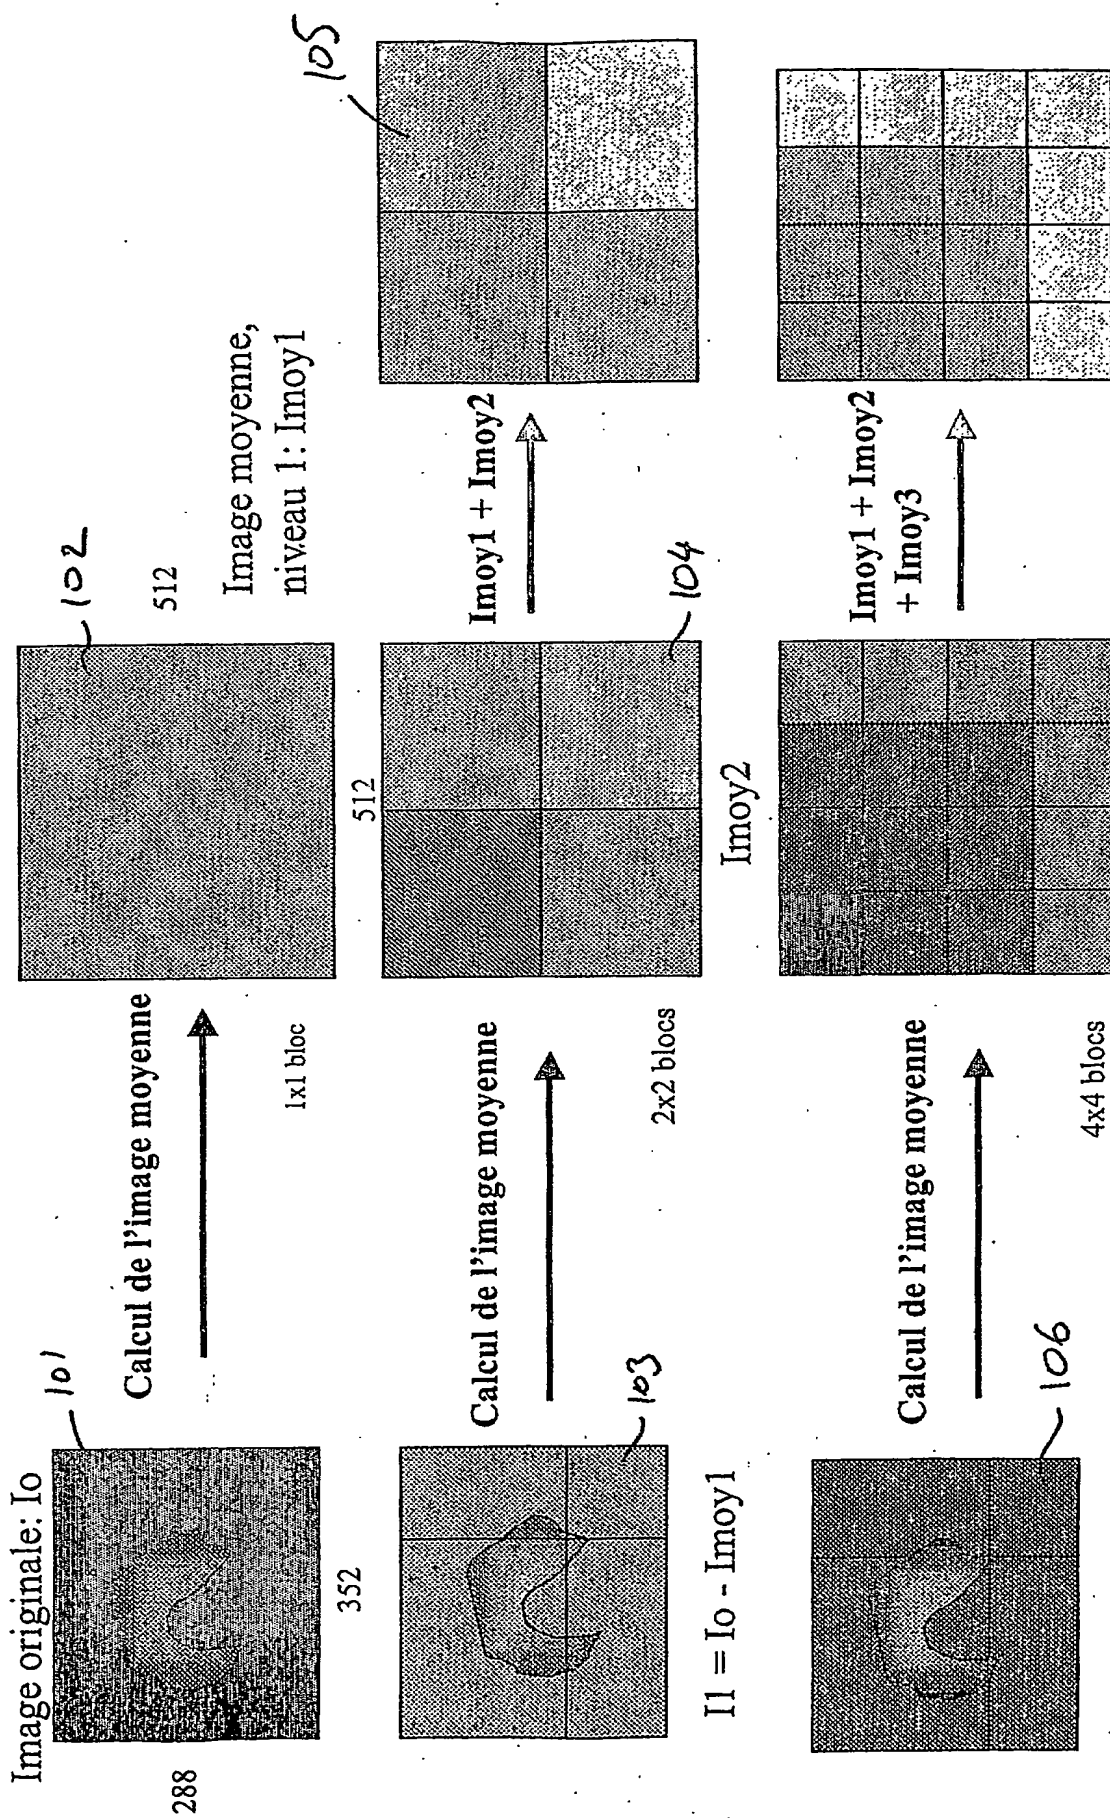 Image originale: Io
101
288
352
Calcul de l'image moyenne
1x1 bloc
102
512
512
Image moyenne,
niveau 1: Imoy1
103
I1 = Io - Imoy1
Calcul de l'image moyenne
2x2 blocs
104
Imoy2
Imoy1 + Imoy2
105
106
Calcul de l'image moyenne
4x4 blocs
Imoy1 + Imoy2
+ Imoy3